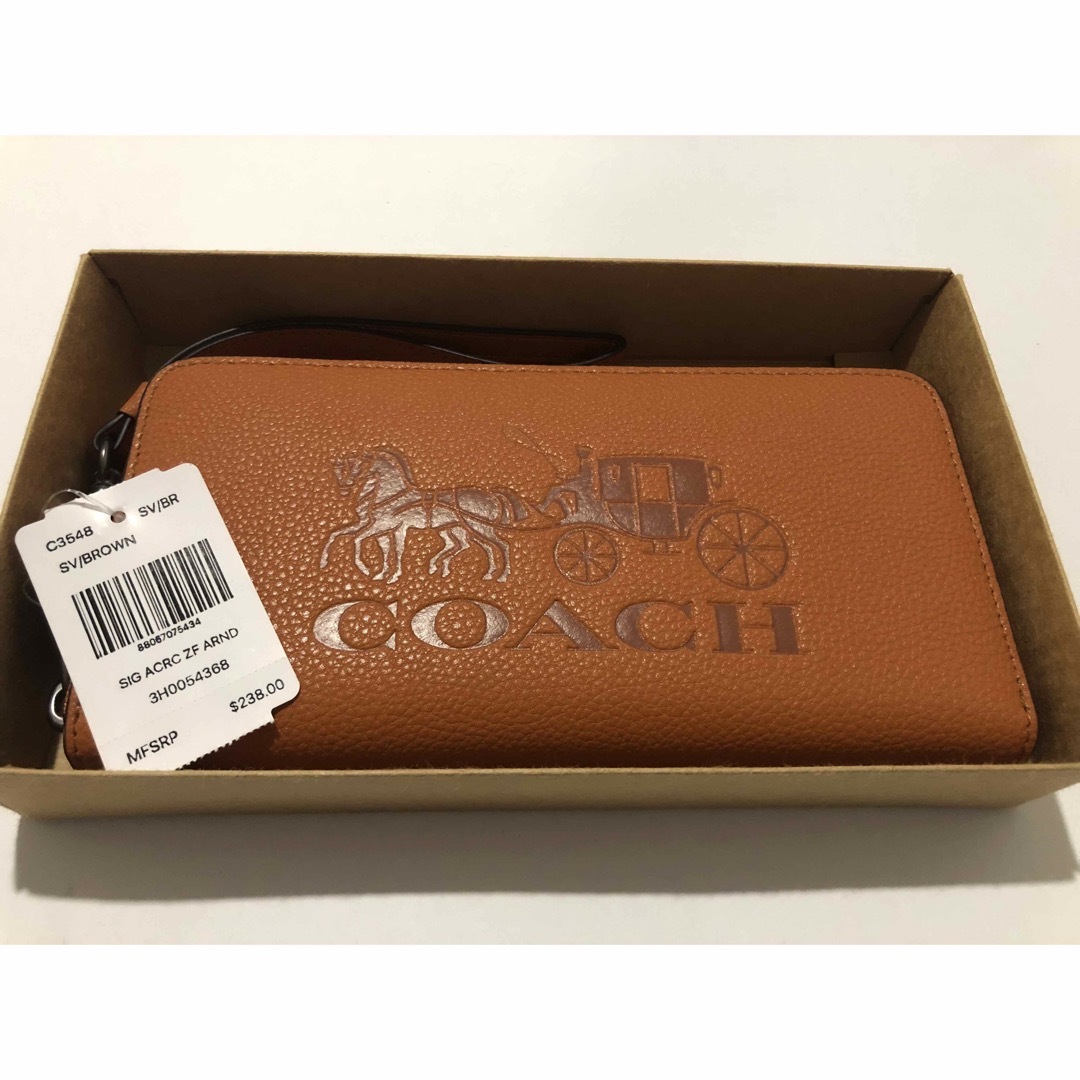 C3548 SV/BR
SV/BROWN
88067075434
SIG ACRC ZF ARND
3H0054368
$238.00
MFSRP
COACH